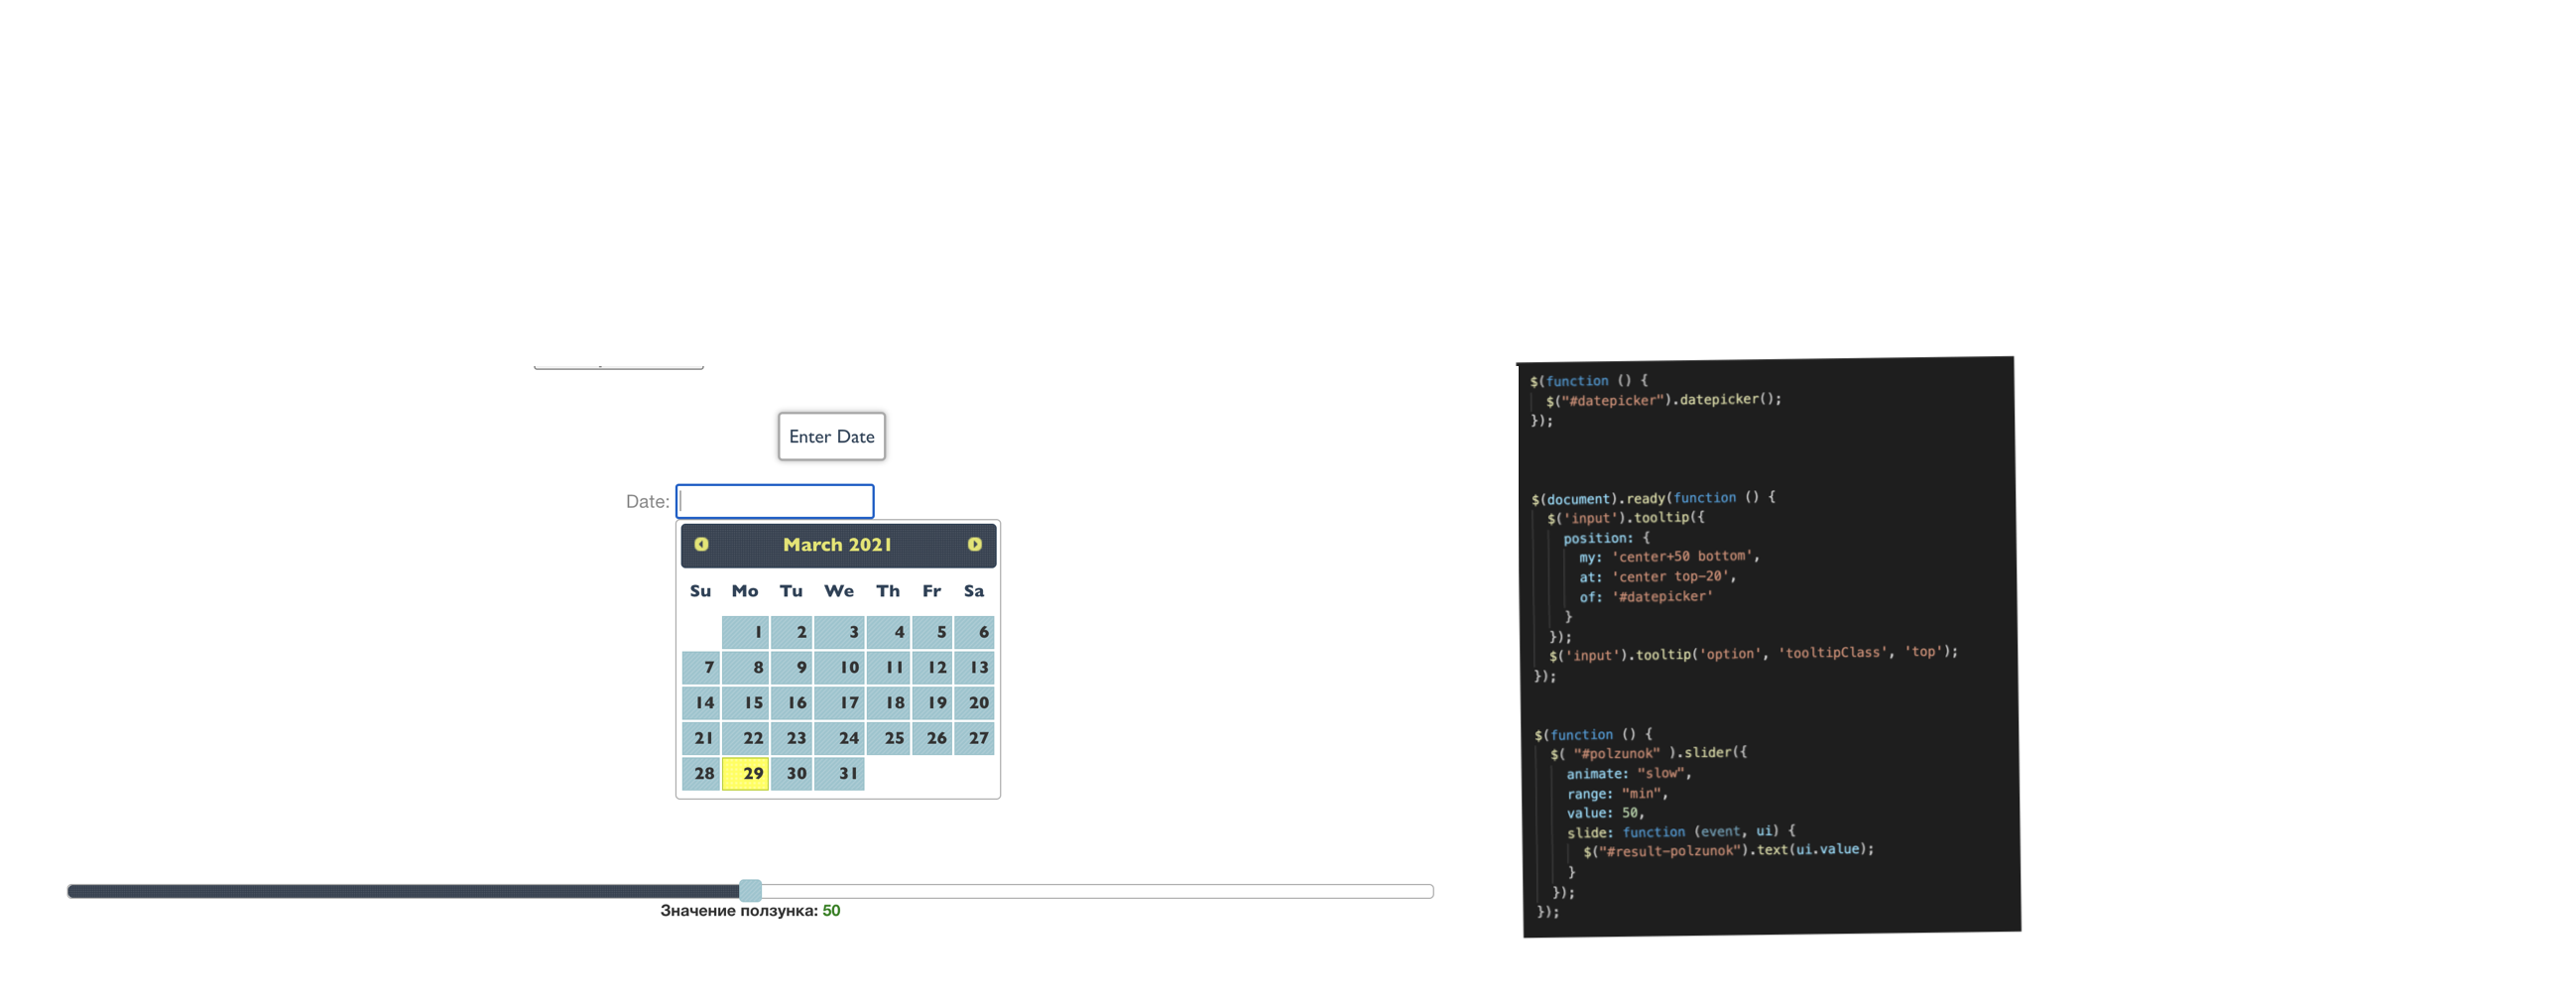 Enter Date
Date:
March 2021
Su Mo Tu We Th Fr Sa
1 2 3 4 5 6
7 8 9 10 11 12 13
14 15 16 17 18 19 20
21 22 23 24 25 26 27
28 29 30 31
Значение ползунка: 50
$(function () {
$("#datepicker").datepicker();
});
$(document).ready(function () {
$('input').tooltip({
position: {
my: 'center+50 bottom',
at: 'center top-20',
of: '#datepicker'
}
});
$('input').tooltip('option', 'tooltipClass', 'top');
});
$(function () {
$( "#polzunok" ).slider({
animate: "slow",
range: "min",
value: 50,
slide: function (event, ui) {
$("#result-polzunok").text(ui.value);
}
});
});